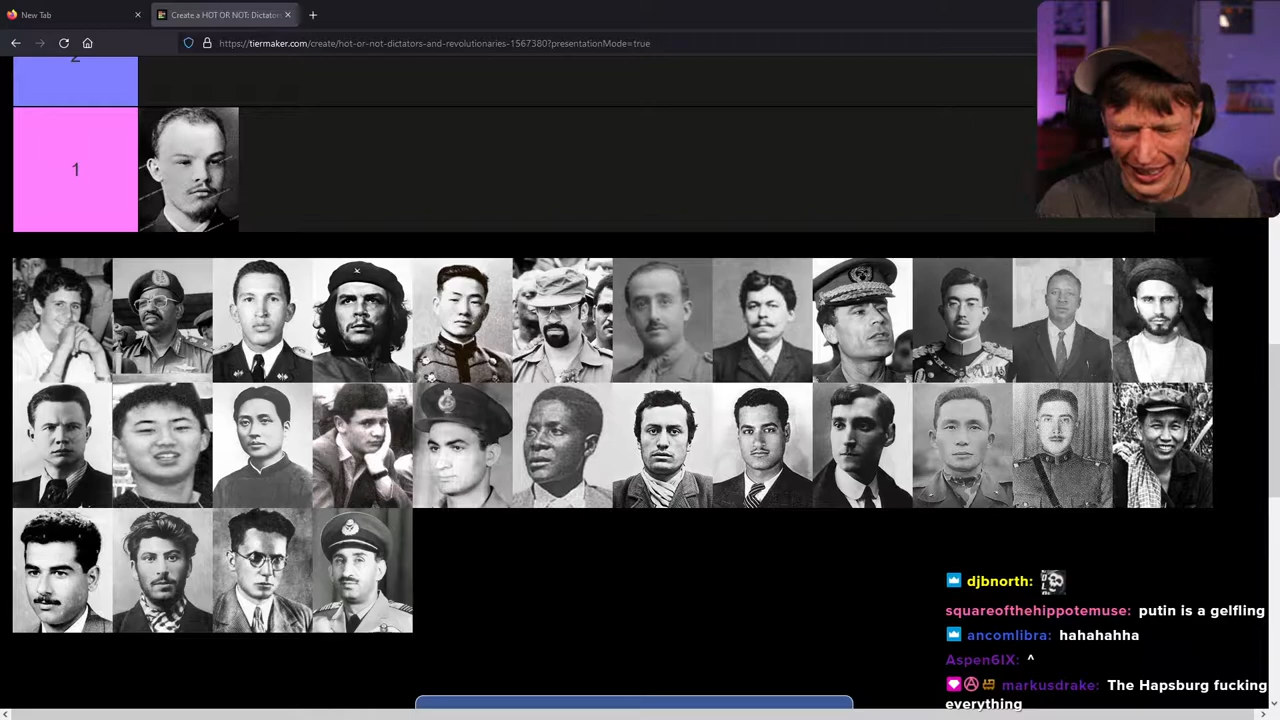 New Tab
Create a HOT OR NOT: Dictator
https://tiermaker.com/create/hot-or-not-dictators-and-revolutionaries-1567380?presentationMode=true
2
1
djbnorth:
squareofthehippotemuse: putin is a gelfling
ancomlibra: hahahahha
Aspen6IX: ^
markusdrake: The Hapsburg fucking
everything